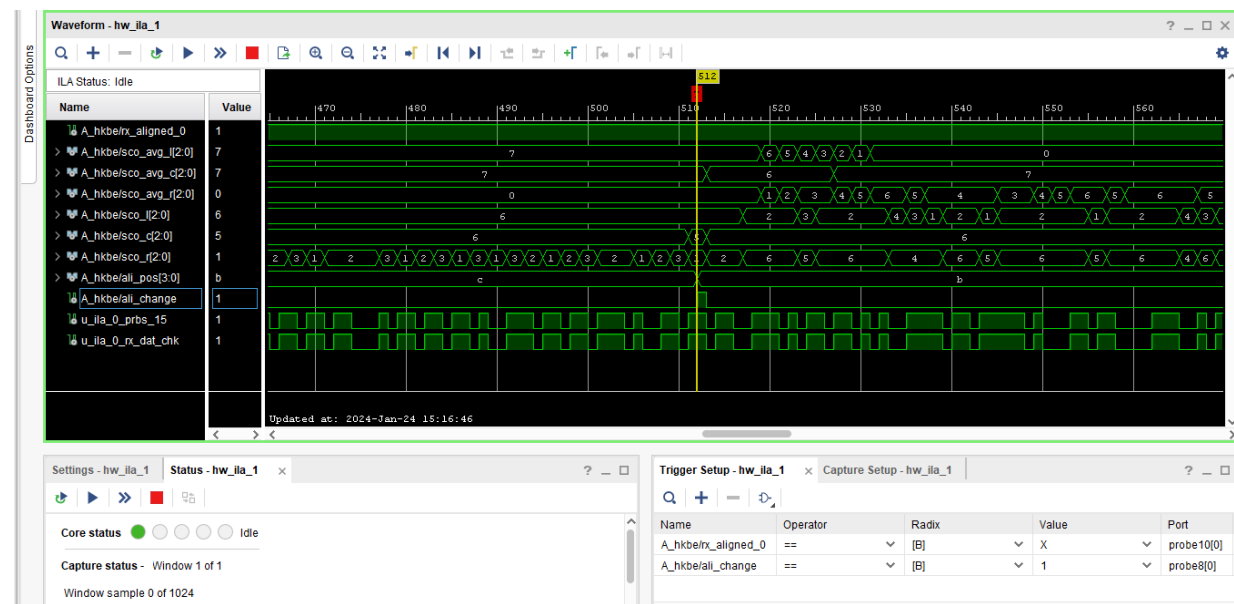 Waveform - hw_ila_1
Dashboard Options
ILA Status: Idle
Name Value
512
470 480 490 500 510 520 530 540 550 560
A_hkbe/rx_aligned_0 1
A_hkbe/sco_avg_l[2:0] 7 7 6 5 4 3 2 1 0
A_hkbe/sco_avg_c[2:0] 7 7 6 7
A_hkbe/sco_avg_r[2:0] 0 0 1 2 3 4 5 6 5 4 3 4 5 6 5 6 5
A_hkbe/sco_l[2:0] 6 6 2 3 2 4 3 1 2 1 2 1 2 4 3
A_hkbe/sco_c[2:0] 5 6 5 6
A_hkbe/sco_r[2:0] 1 2 3 1 2 3 1 2 3 1 3 1 3 2 1 2 3 2 1 2 3 1 2 6 5 6 4 6 5 6 5 6 4 6
A_hkbe/ali_pos[3:0] b c b
A_hkbe/ali_change 1
u_ila_0_prbs_15 1
u_ila_0_rx_dat_chk 1
Updated at: 2024-Jan-24 15:16:46
Settings - hw_ila_1 Status - hw_ila_1
Core status Idle
Capture status - Window 1 of 1
Window sample 0 of 1024
Trigger Setup - hw_ila_1 Capture Setup - hw_ila_1
Name Operator Radix Value Port
A_hkbe/rx_aligned_0 == [B] X probe10[0]
A_hkbe/ali_change == [B] 1 probe8[0]